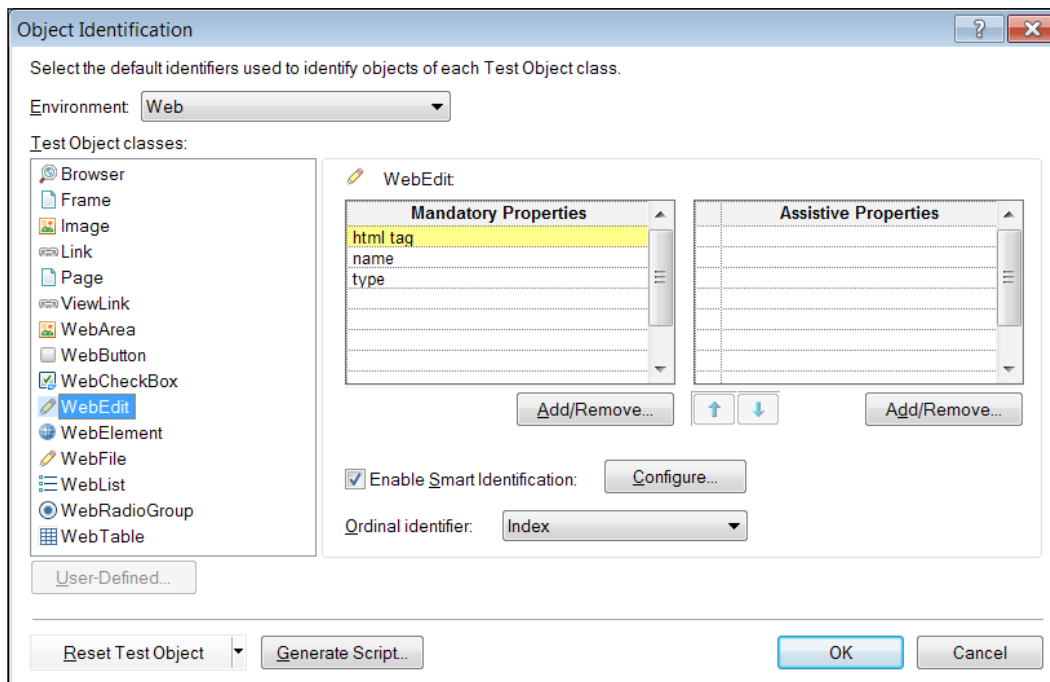 Object Identification
Select the default identifiers used to identify objects of each Test Object class.
Environment: Web
Test Object classes:
Browser
Frame
Image
Link
Page
ViewLink
WebArea
WebButton
WebCheckBox
WebEdit
WebElement
WebFile
WebList
WebRadioGroup
WebTable
User-Defined...
WebEdit:
Mandatory Properties
html tag
name
type
Add/Remove...
Assistive Properties
Add/Remove...
Enable Smart Identification: Configure...
Ordinal identifier: Index
Reset Test Object Generate Script... OK Cancel